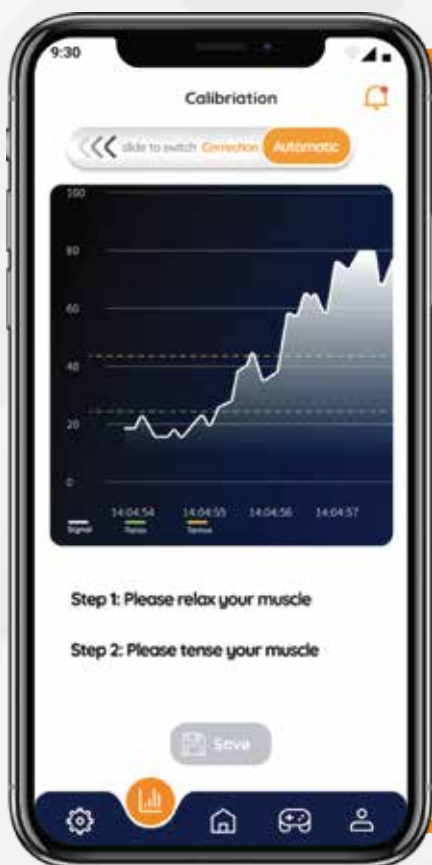 9:30
Calibriation
slide to switch Correction Automatic
100
80
60
40
20
0
14:04:54 14:04:55 14:04:56 14:04:57
Signal Relax Tense
Step 1: Please relax your muscle
Step 2: Please tense your muscle
Save